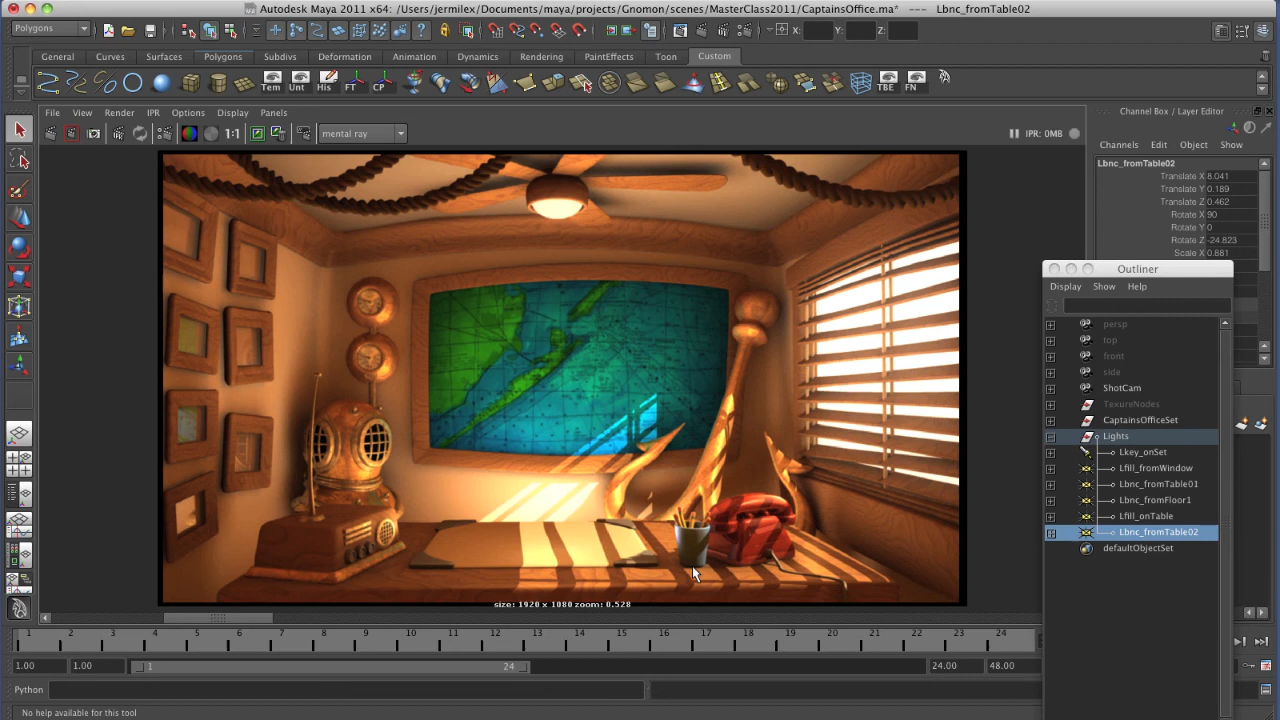 Autodesk Maya 2011 x64: /Users/jermilex/Documents/maya/projects/Gnomon/scenes/MasterClass2011/CaptainsOffice.ma* --- Lbnc_fromTable02
Polygons X: Y: Z:
General Curves Surfaces Polygons Subdivs Deformation Animation Dynamics Rendering PaintEffects Toon Custom
Tem Unt His FT CP TBE FN
File View Render IPR Options Display Panels
1:1 mental ray IPR: 0MB
Channel Box / Layer Editor
Channels Edit Object Show
Lbnc_fromTable02
Translate X 8.041
Translate Y 0.189
Translate Z 0.462
Rotate X 90
Rotate Y 0
Rotate Z -24.823
Scale X 0.881
Outliner
Display Show Help
persp
top
front
side
ShotCam
TexureNodes
CaptainsOfficeSet
Lights
Lkey_onSet
Lfill_fromWindow
Lbnc_fromTable01
Lbnc_fromFloor1
Lfill_onTable
Lbnc_fromTable02
defaultObjectSet
size: 1920 x 1080 zoom: 0.528
1 2 3 4 5 6 7 8 9 10 11 12 13 14 15 16 17 18 19 20 21 22 23 24
1.00 1.00 1 24 24.00 48.00
Python
No help available for this tool